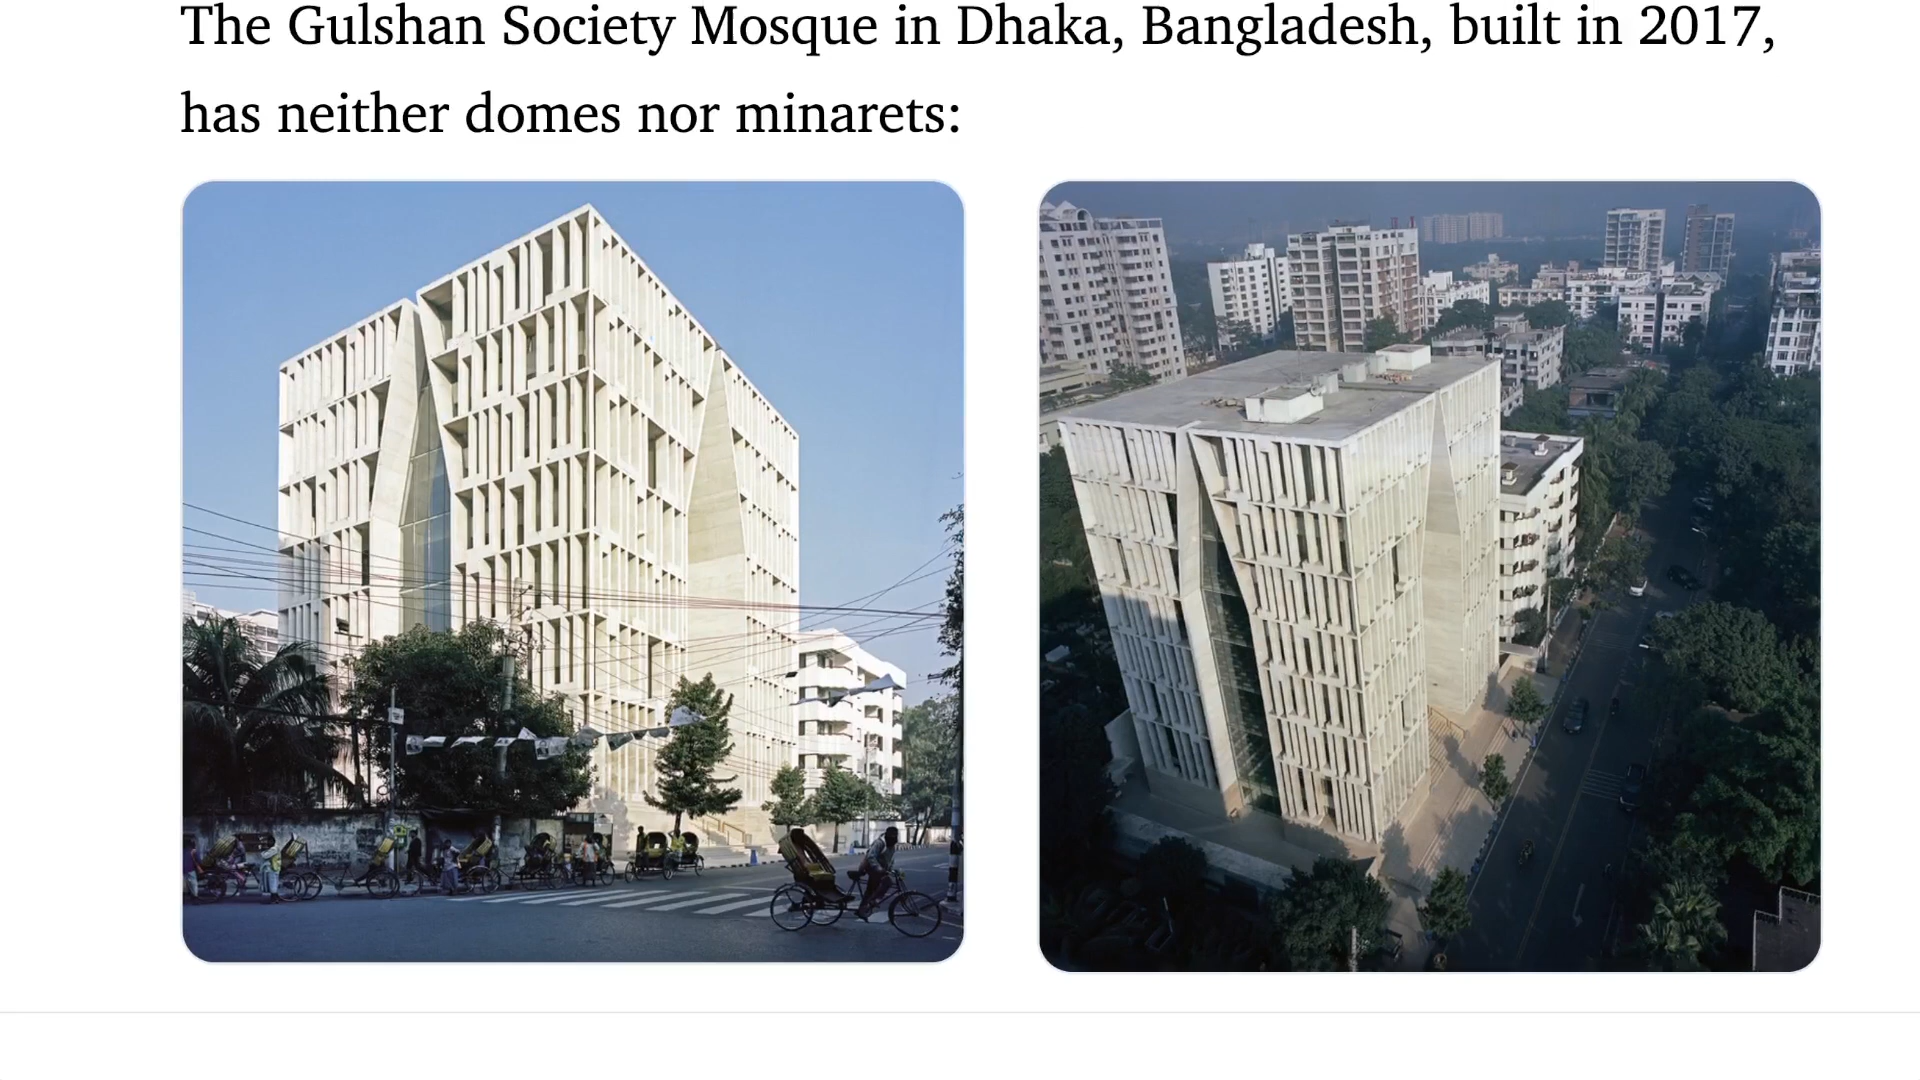 The Gulshan Society Mosque in Dhaka, Bangladesh, built in 2017,
has neither domes nor minarets: